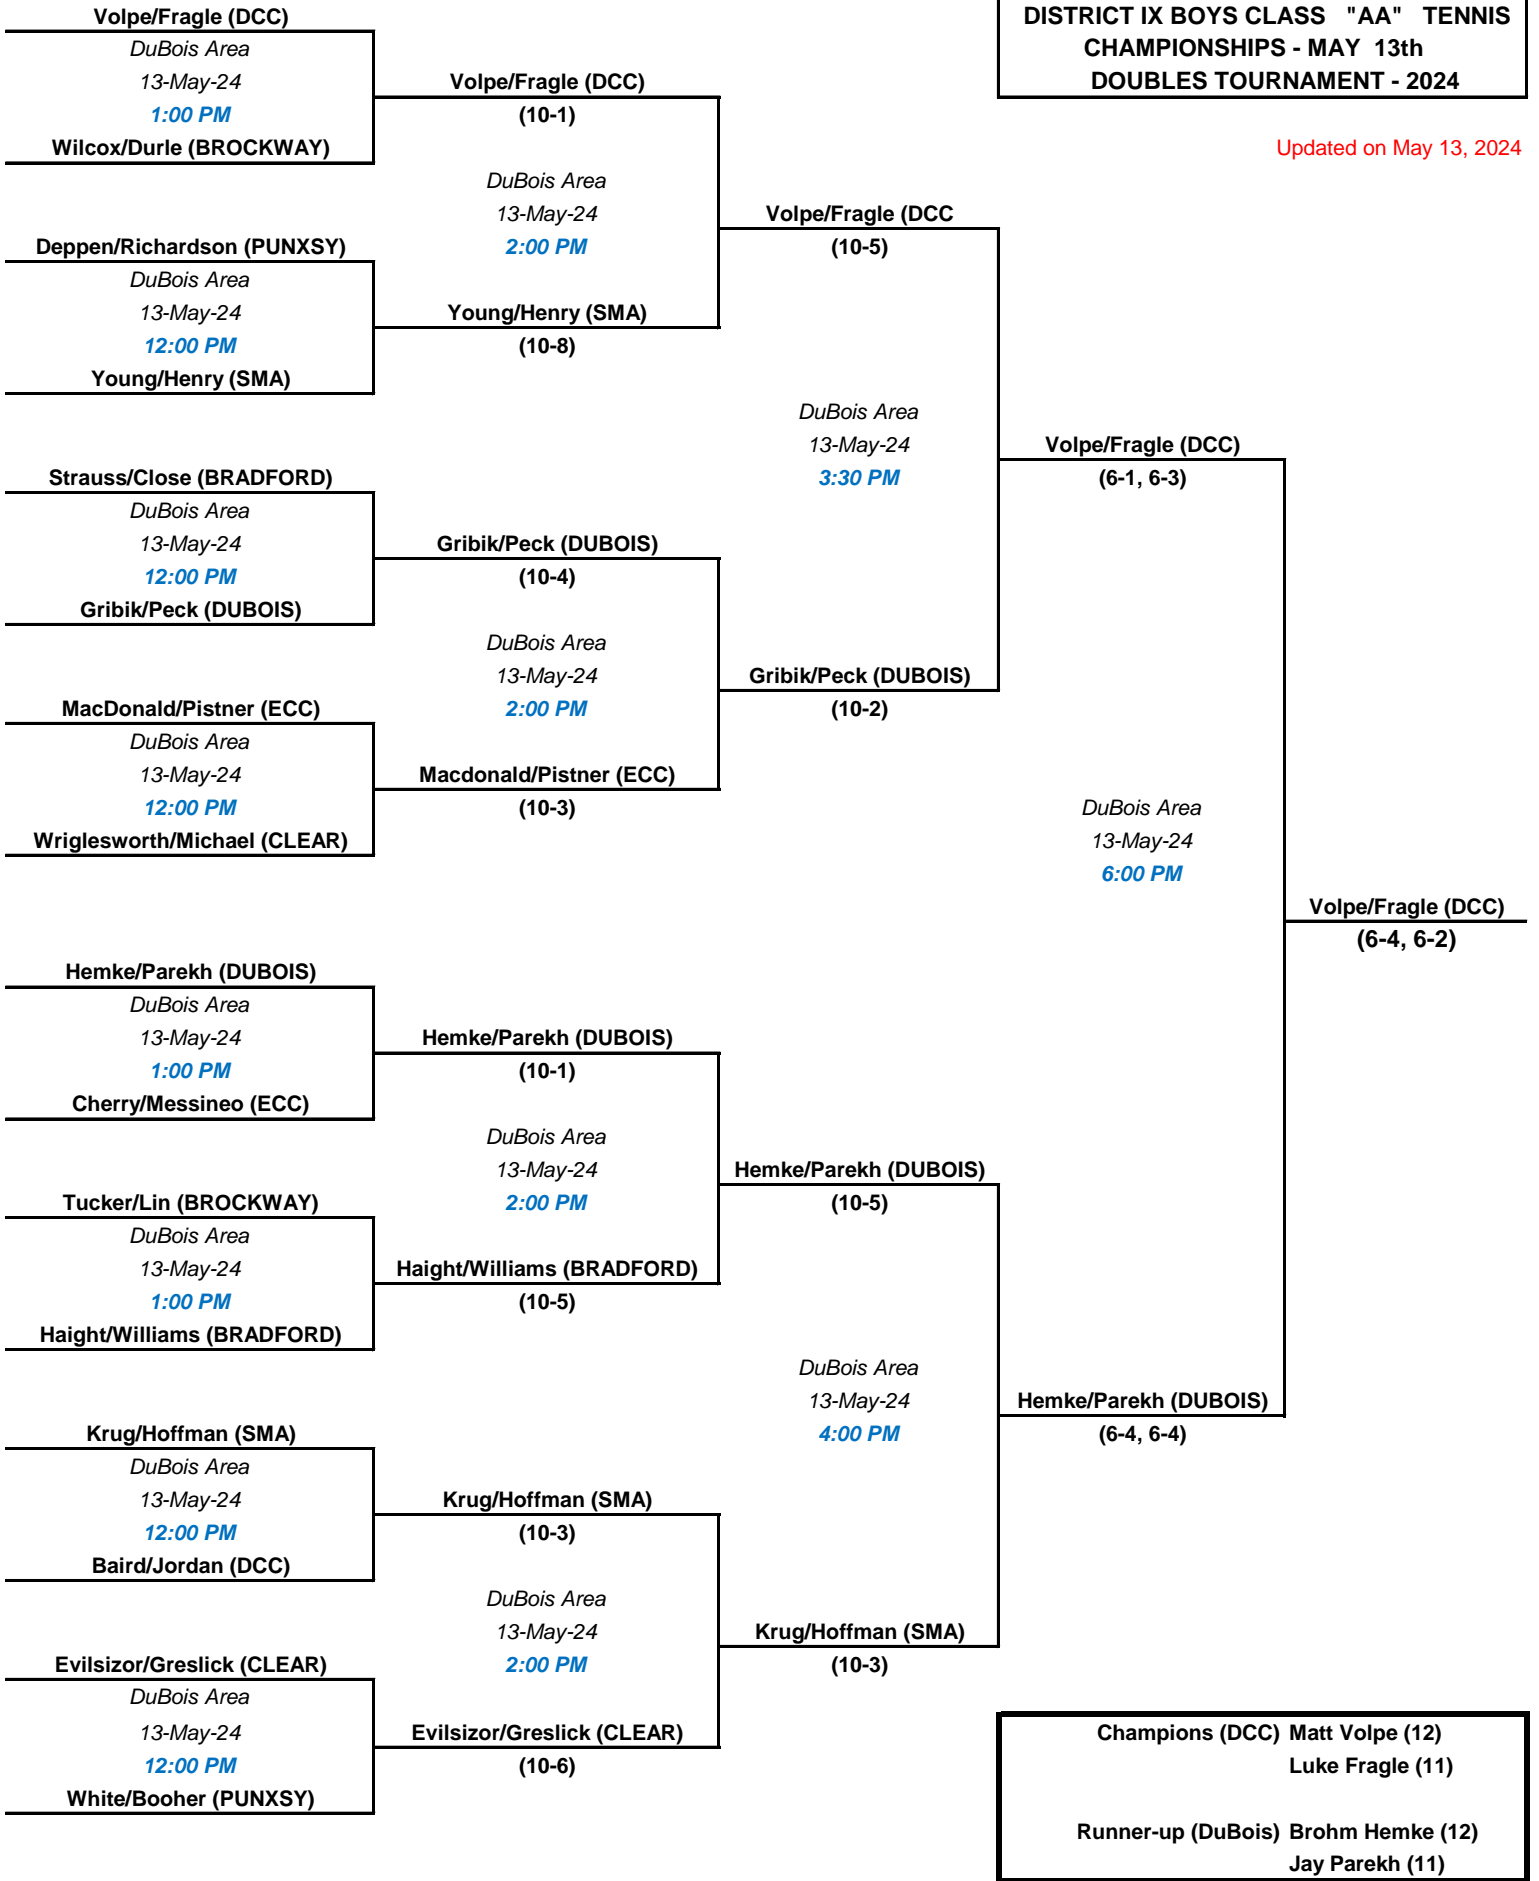 DISTRICT IX BOYS CLASS "AA" TENNIS
CHAMPIONSHIPS - MAY 13th
DOUBLES TOURNAMENT - 2024
Updated on May 13, 2024
Volpe/Fragle (DCC)
DuBois Area
13-May-24
1:00 PM
Wilcox/Durle (BROCKWAY)
Deppen/Richardson (PUNXSY)
DuBois Area
13-May-24
12:00 PM
Young/Henry (SMA)
Strauss/Close (BRADFORD)
DuBois Area
13-May-24
12:00 PM
Gribik/Peck (DUBOIS)
MacDonald/Pistner (ECC)
DuBois Area
13-May-24
12:00 PM
Wriglesworth/Michael (CLEAR)
Hemke/Parekh (DUBOIS)
DuBois Area
13-May-24
1:00 PM
Cherry/Messineo (ECC)
Tucker/Lin (BROCKWAY)
DuBois Area
13-May-24
1:00 PM
Haight/Williams (BRADFORD)
Krug/Hoffman (SMA)
DuBois Area
13-May-24
12:00 PM
Baird/Jordan (DCC)
Evilsizor/Greslick (CLEAR)
DuBois Area
13-May-24
12:00 PM
White/Booher (PUNXSY)
Volpe/Fragle (DCC)
(10-1)
DuBois Area
13-May-24
2:00 PM
Young/Henry (SMA)
(10-8)
Gribik/Peck (DUBOIS)
(10-4)
DuBois Area
13-May-24
2:00 PM
Macdonald/Pistner (ECC)
(10-3)
Hemke/Parekh (DUBOIS)
(10-1)
DuBois Area
13-May-24
2:00 PM
Haight/Williams (BRADFORD)
(10-5)
Krug/Hoffman (SMA)
(10-3)
DuBois Area
13-May-24
2:00 PM
Evilsizor/Greslick (CLEAR)
(10-6)
Volpe/Fragle (DCC
(10-5)
DuBois Area
13-May-24
3:30 PM
Gribik/Peck (DUBOIS)
(10-2)
Hemke/Parekh (DUBOIS)
(10-5)
DuBois Area
13-May-24
4:00 PM
Krug/Hoffman (SMA)
(10-3)
Volpe/Fragle (DCC)
(6-1, 6-3)
DuBois Area
13-May-24
6:00 PM
Hemke/Parekh (DUBOIS)
(6-4, 6-4)
Volpe/Fragle (DCC)
(6-4, 6-2)
Champions (DCC) Matt Volpe (12)
Luke Fragle (11)
Runner-up (DuBois) Brohm Hemke (12)
Jay Parekh (11)